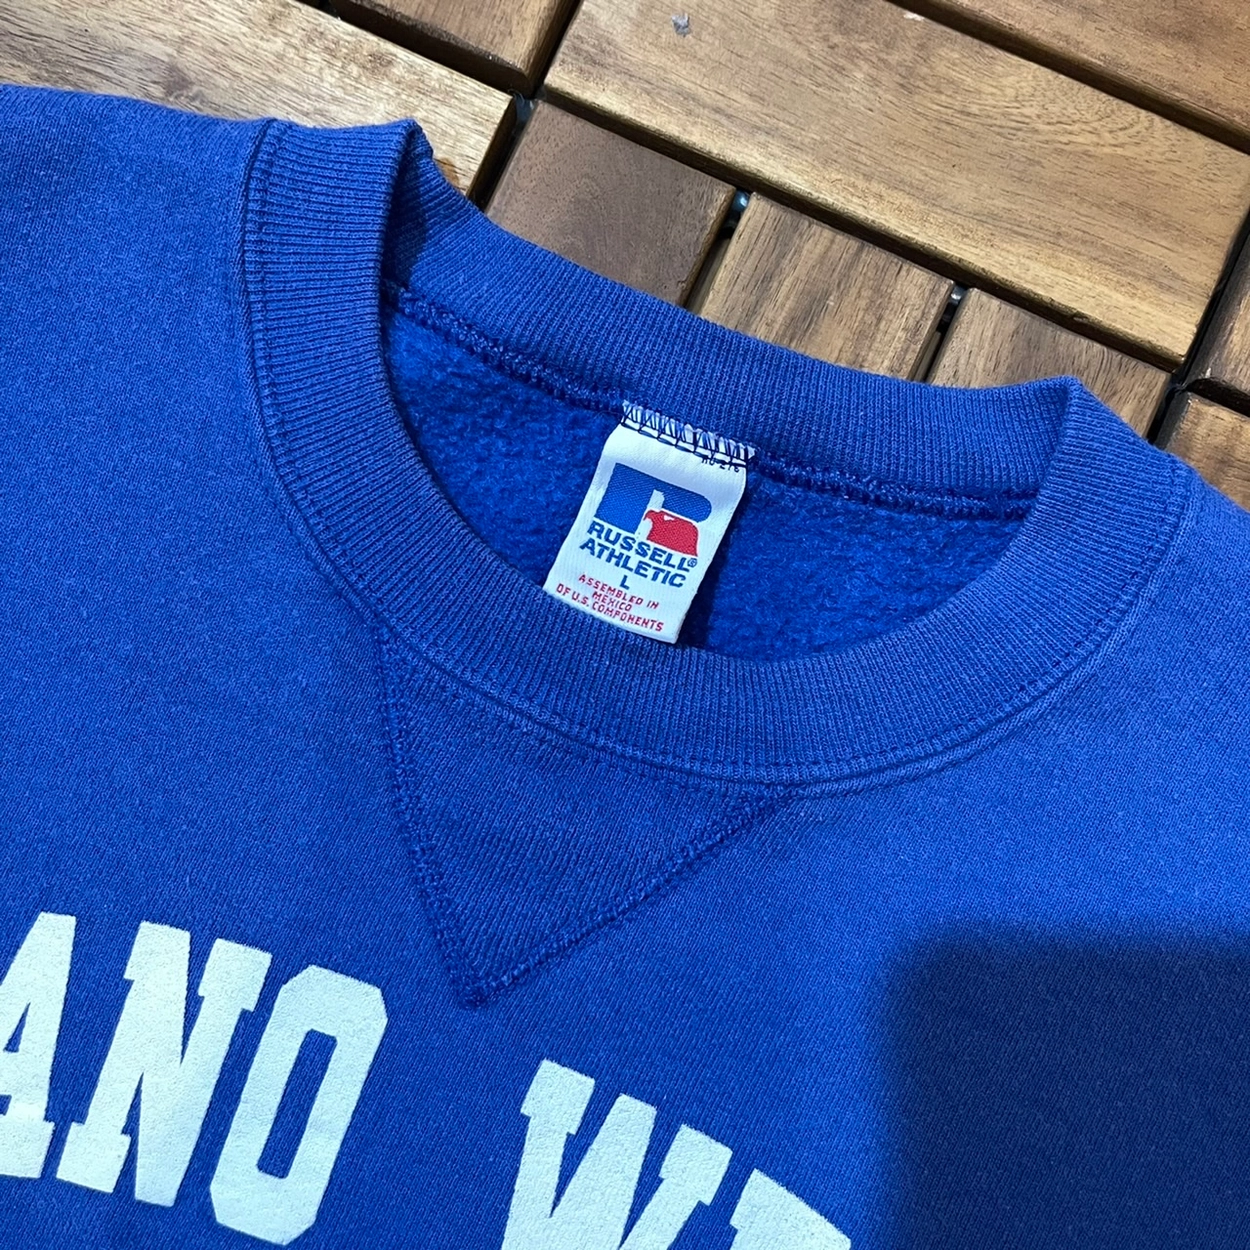 RUSSELL®
ATHLETIC
L
ASSEMBLED IN
MEXICO
OF U.S. COMPONENTS
ANO